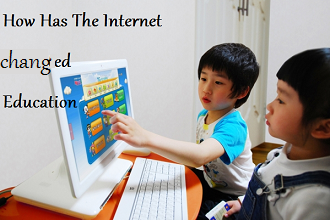 How Has The Internet
changed
Education